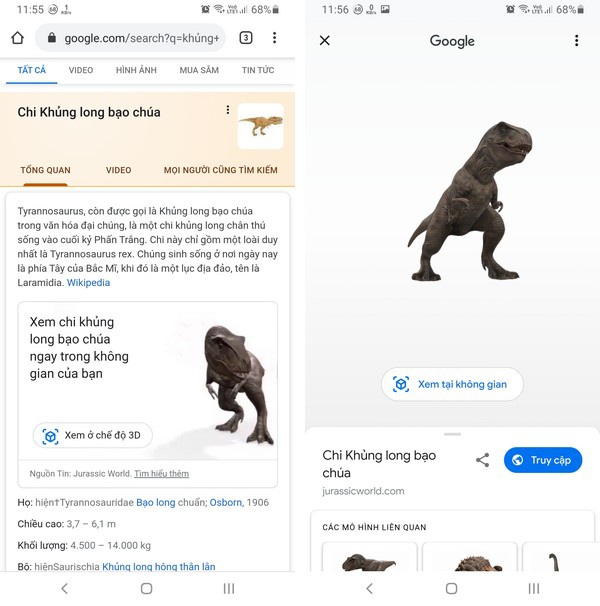 11:55
68%
google.com/search?q=khủng+
3
TẤT CẢ VIDEO HÌNH ẢNH MUA SẮM TIN TỨC
Chi Khủng long bạo chúa
TỔNG QUAN VIDEO MỌI NGƯỜI CŨNG TÌM KIẾM
Tyrannosaurus, còn được gọi là Khủng long bạo chúa
trong văn hóa đại chúng, là một chi khủng long chân thú
sống vào cuối kỷ Phấn Trắng. Chi này chỉ gồm một loài duy
nhất là Tyrannosaurus rex. Chúng sinh sống ở nơi ngày nay
là phía Tây của Bắc Mĩ, khi đó là một lục địa đảo, tên là
Laramidia. Wikipedia
Xem chi khủng
long bạo chúa
ngay trong không
gian của bạn
Xem ở chế độ 3D
Nguồn Tin: Jurassic World. Tìm hiểu thêm
Họ: hiện†Tyrannosauridae Bạo long chuẩn; Osborn, 1906
Chiều cao: 3,7 – 6,1 m
Khối lượng: 4.500 – 14.000 kg
Bộ: hiệnSaurischia Khủng long hông thằn lằn
11:56
68%
Google
Xem tại không gian
Chi Khủng long bạo
chúa
Truy cập
jurassicworld.com
CÁC MÔ HÌNH LIÊN QUAN